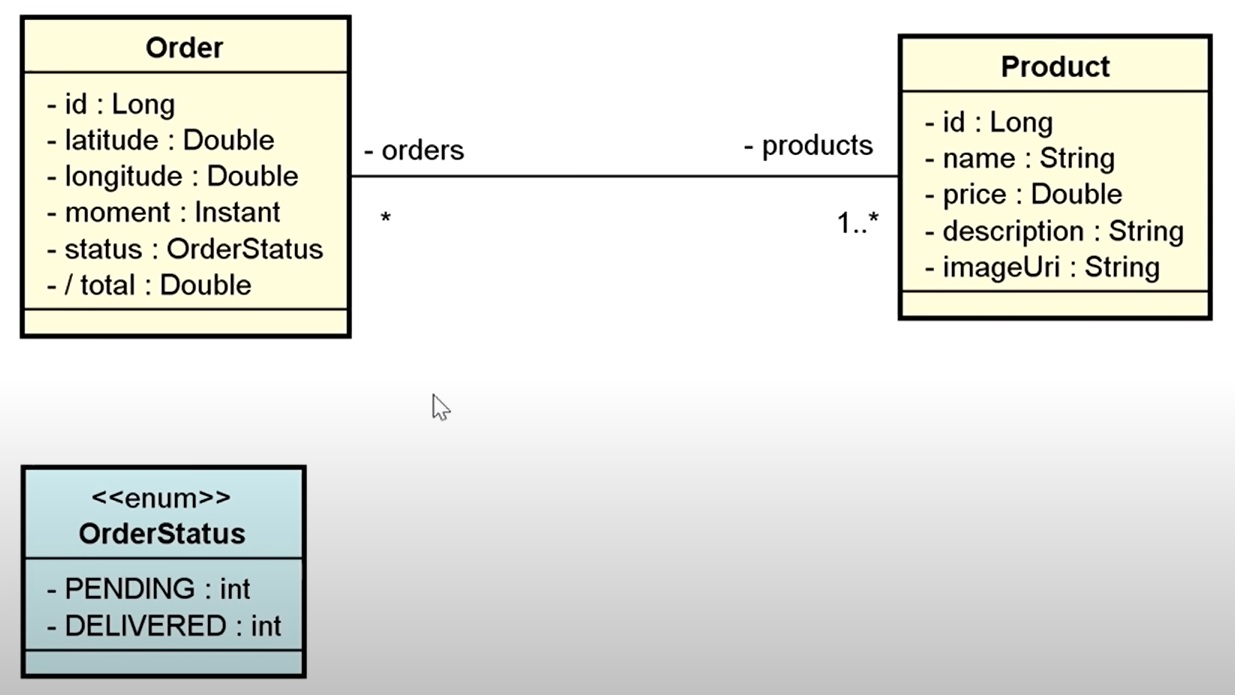 Order
- id : Long
- latitude : Double
- longitude : Double
- moment : Instant
- status : OrderStatus
- / total : Double
- orders
*
- products
1..*
Product
- id : Long
- name : String
- price : Double
- description : String
- imageUri : String
<<enum>>
OrderStatus
- PENDING : int
- DELIVERED : int